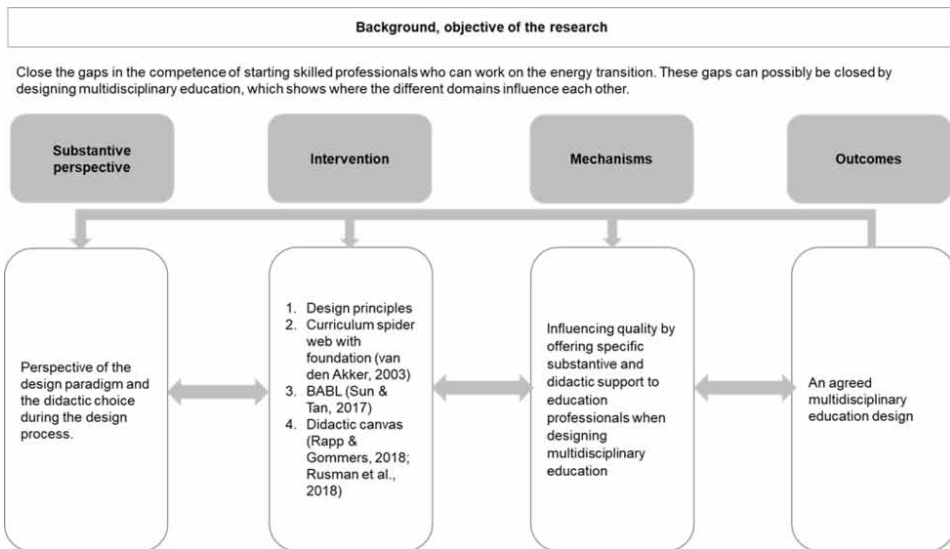 Background, objective of the research
Close the gaps in the competence of starting skilled professionals who can work on the energy transition. These gaps can possibly be closed by
designing multidisciplinary education, which shows where the different domains influence each other.
Substantive
perspective
Intervention
Mechanisms
Outcomes
Perspective of the
design paradigm and
the didactic choice
during the design
process.
1. Design principles
2. Curriculum spider
web with
foundation (van
den Akker, 2003)
3. BABL (Sun &
Tan, 2017)
4. Didactic canvas
(Rapp &
Gommers, 2018;
Rusman et al.,
2018)
Influencing quality by
offering specific
substantive and
didactic support to
education
professionals when
designing
multidisciplinary
education
An agreed
multidisciplinary
education design